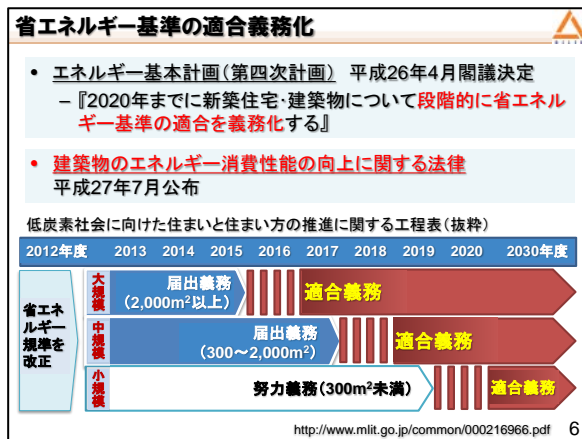 省エネルギー基準の適合義務化
• エネルギー基本計画(第四次計画) 平成26年4月閣議決定
–『2020年までに新築住宅・建築物について段階的に省エネル
ギー基準の適合を義務化する』
• 建築物のエネルギー消費性能の向上に関する法律
平成27年7月公布
低炭素社会に向けた住まいと住まい方の推進に関する工程表(抜粋)
2012年度 2013 2014 2015 2016 2017 2018 2019 2020 2030年度
省エネ
ルギー
規準を
改正
大規模
届出義務
(2,000m²以上)
適合義務
中規模
届出義務
(300～2,000m²)
適合義務
小規模
努力義務(300m²未満)
適合義務
http://www.mlit.go.jp/common/000216966.pdf 6